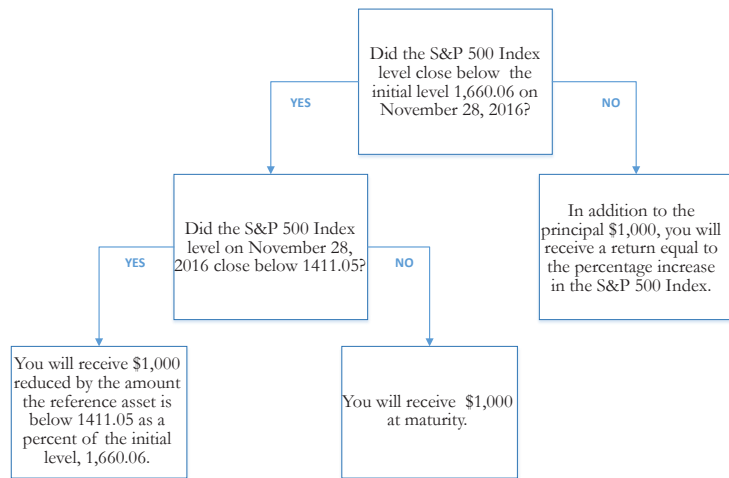 Did the S&P 500 Index
level close below the
initial level 1,660.06 on
November 28, 2016?
YES
NO
Did the S&P 500 Index
level on November 28,
2016 close below 1411.05?
In addition to the
principal $1,000, you will
receive a return equal to
the percentage increase
in the S&P 500 Index.
YES
NO
You will receive $1,000
reduced by the amount
the reference asset is
below 1411.05 as a
percent of the initial
level, 1,660.06.
You will receive $1,000
at maturity.